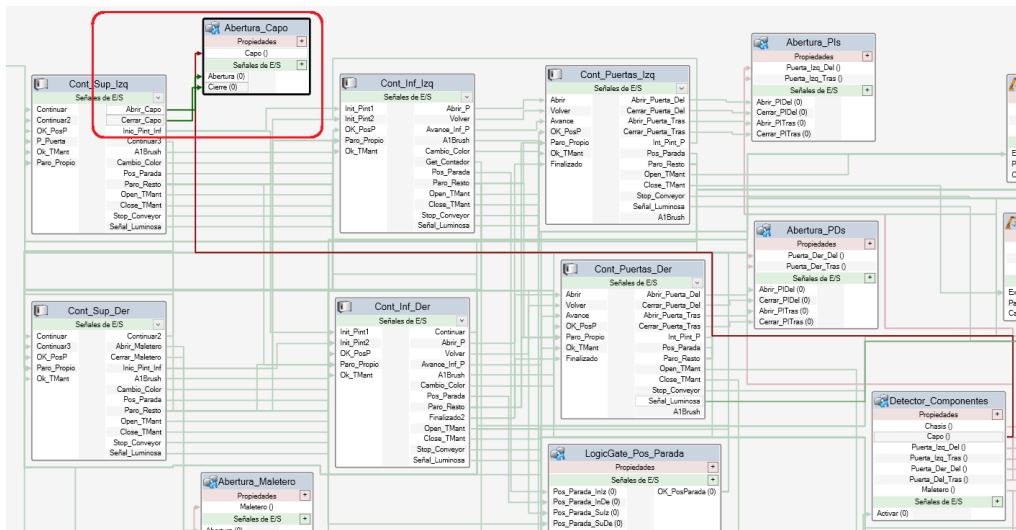 Abertura_Capo
Propiedades
Capo ()
Señales de E/S
Abertura (0)
Cierre (0)
Cont_Sup_Izq
Señales de E/S
Continuar
Abrir_Capo
Continuar2
Cerrar_Capo
OK_PosP
Inic_Pint_Inf
P_Puerta
Continuar3
Ok_TMant
A1Brush
Paro_Propio
Cambio_Color
Pos_Parada
Paro_Resto
Open_TMant
Close_TMant
Stop_Conveyor
Señal_Luminosa
Cont_Inf_Izq
Señales de E/S
Init_Pint1
Abrir_P
Init_Pint2
Volver
OK_PosP
Avance_Inf_P
Paro_Propio
A1Brush
Ok_TMant
Cambio_Color
Get_Contador
Pos_Parada
Paro_Resto
Open_TMant
Close_TMant
Stop_Conveyor
Señal_Luminosa
Cont_Puertas_Izq
Señales de E/S
Abrir
Abrir_Puerta_Del
Volver
Cerrar_Puerta_Del
Avance
Abrir_Puerta_Tras
OK_PosP
Cerrar_Puerta_Tras
Paro_Propio
Int_Pint_P
Ok_TMant
Pos_Parada
Finalizado
Paro_Resto
Open_TMant
Close_TMant
Stop_Conveyor
Señal_Luminosa
A1Brush
Abertura_PIs
Propiedades
Puerta_Izq_Del ()
Puerta_Izq_Tras ()
Señales de E/S
Abrir_PIDel (0)
Cerrar_PIDel (0)
Abrir_PITras (0)
Cerrar_PITras (0)
Abertura_PDs
Propiedades
Puerta_Der_Del ()
Puerta_Der_Tras ()
Señales de E/S
Abrir_PIDel (0)
Cerrar_PIDel (0)
Abrir_PITras (0)
Cerrar_PITras (0)
Cont_Sup_Der
Señales de E/S
Continuar
Continuar2
Continuar3
Abrir_Maletero
OK_PosP
Cerrar_Maletero
Paro_Propio
Inic_Pint_Inf
Ok_TMant
A1Brush
Cambio_Color
Pos_Parada
Paro_Resto
Open_TMant
Close_TMant
Stop_Conveyor
Señal_Luminosa
Cont_Inf_Der
Señales de E/S
Init_Pint1
Continuar
Init_Pint2
Abrir_P
OK_PosP
Volver
Paro_Propio
Avance_Inf_P
Ok_TMant
A1Brush
Cambio_Color
Pos_Parada
Paro_Resto
Finalizado2
Open_TMant
Close_TMant
Stop_Conveyor
Señal_Luminosa
Cont_Puertas_Der
Señales de E/S
Abrir
Abrir_Puerta_Del
Volver
Cerrar_Puerta_Del
Avance
Abrir_Puerta_Tras
OK_PosP
Cerrar_Puerta_Tras
Paro_Propio
Int_Pint_P
Ok_TMant
Pos_Parada
Finalizado
Paro_Resto
Open_TMant
Close_TMant
Stop_Conveyor
Señal_Luminosa
A1Brush
Detector_Componentes
Propiedades
Chasis ()
Capo ()
Puerta_Izq_Del ()
Puerta_Izq_Tras ()
Puerta_Der_Del ()
Puerta_Del_Tras ()
Maletero ()
Señales de E/S
Activar (0)
Abertura_Maletero
Propiedades
Maletero ()
Señales de E/S
LogicGate_Pos_Parada
Propiedades
Señales de E/S
Pos_Parada_InIz (0)
OK_PosParada (0)
Pos_Parada_InDe (0)
Pos_Parada_SuIz (0)
Pos_Parada_SuDe (0)